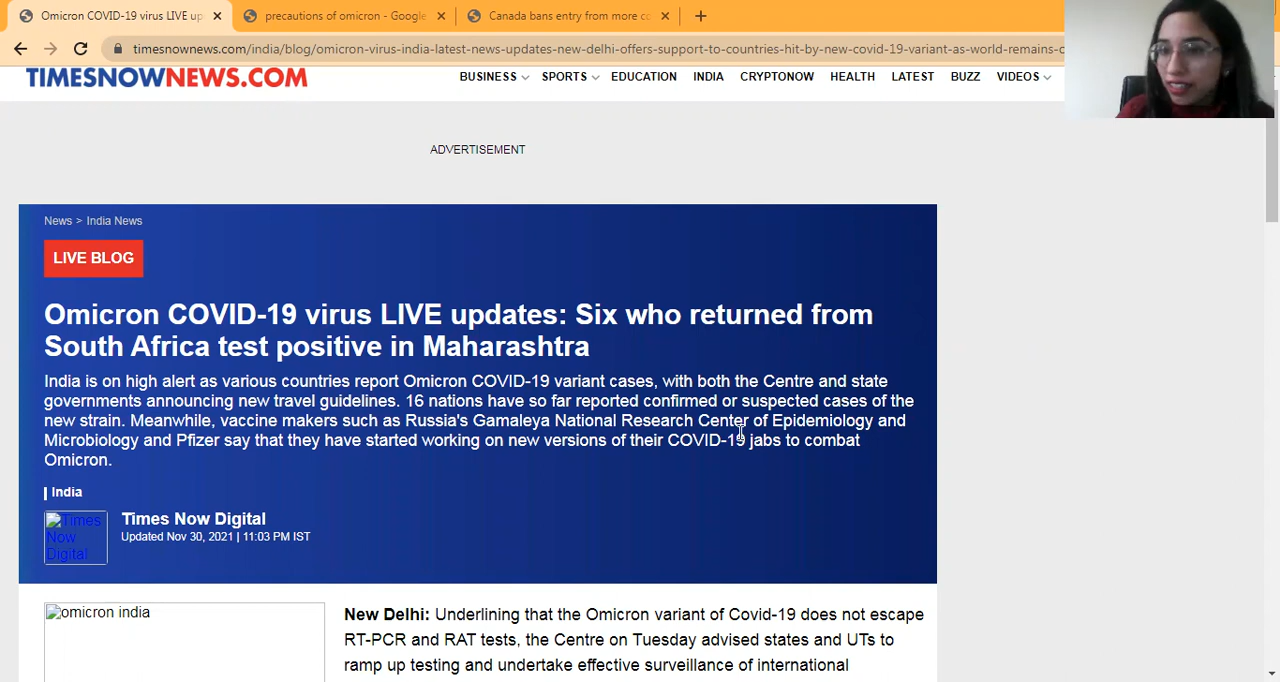 Omicron COVID-19 virus LIVE up
precautions of omicron - Google
Canada bans entry from more co
timesnownews.com/india/blog/omicron-virus-india-latest-news-updates-new-delhi-offers-support-to-countries-hit-by-new-covid-19-variant-as-world-remains-c
TIMESNOWNEWS.COM
BUSINESS SPORTS EDUCATION INDIA CRYPTONOW HEALTH LATEST BUZZ VIDEOS
ADVERTISEMENT
News > India News
LIVE BLOG
Omicron COVID-19 virus LIVE updates: Six who returned from
South Africa test positive in Maharashtra
India is on high alert as various countries report Omicron COVID-19 variant cases, with both the Centre and state
governments announcing new travel guidelines. 16 nations have so far reported confirmed or suspected cases of the
new strain. Meanwhile, vaccine makers such as Russia's Gamaleya National Research Center of Epidemiology and
Microbiology and Pfizer say that they have started working on new versions of their COVID-19 jabs to combat
Omicron.
India
Times Now Digital
Times
Now
Digital
Updated Nov 30, 2021 | 11:03 PM IST
omicron india
New Delhi: Underlining that the Omicron variant of Covid-19 does not escape
RT-PCR and RAT tests, the Centre on Tuesday advised states and UTs to
ramp up testing and undertake effective surveillance of international